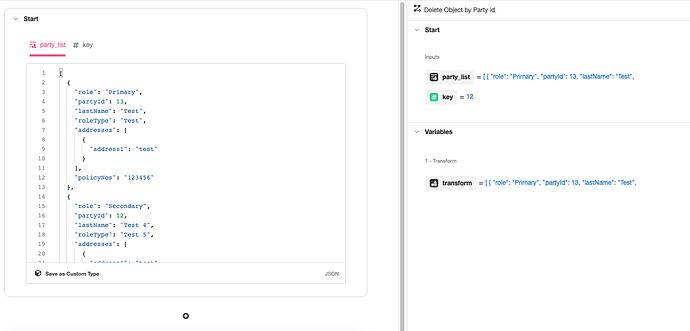 Start
party_list
# key
1 [
2 {
3 "role": "Primary",
4 "partyId": 13,
5 "lastName": "Test",
6 "roleType": "Test",
7 "addresses": [
8 {
9 "address1": "test"
10 }
11 ],
12 "policyNos": "123456"
13 },
14 {
15 "role": "Secondary",
16 "partyId": 12,
17 "lastName": "Test 4",
18 "roleType": "Test 5",
19 "addresses": [
20 {
Save as Custom Type
JSON
Delete Object by Party id
Start
Inputs
party_list = [ { "role": "Primary", "partyId": 13, "lastName": "Test",
# key = 12
Variables
1 - Transform
transform = [ { "role": "Primary", "partyId": 13, "lastName": "Test",